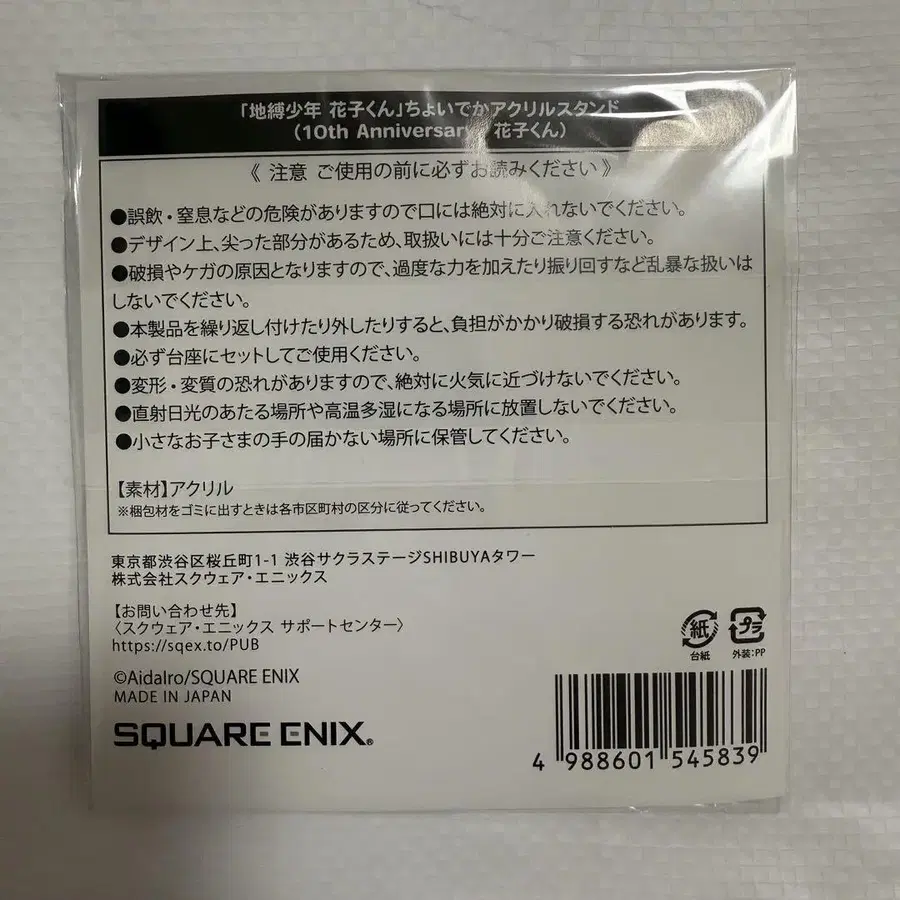 「地縛少年 花子くん」ちょいでかアクリルスタンド
(10th Anniversary 花子くん)
《 注意 ご使用の前に必ずお読みください 》
●誤飲・窒息などの危険がありますので口には絶対に入れないでください。
●デザイン上、尖った部分があるため、取扱いには十分ご注意ください。
●破損やケガの原因となりますので、過度な力を加えたり振り回すなど乱暴な扱いは
しないでください。
●本製品を繰り返し付けたり外したりすると、負担がかかり破損する恐れがあります。
●必ず台座にセットしてご使用ください。
●変形・変質の恐れがありますので、絶対に火気に近づけないでください。
●直射日光のあたる場所や高温多湿になる場所に放置しないでください。
●小さなお子さまの手の届かない場所に保管してください。
【素材】アクリル
※梱包材をゴミに出すときは各市区町村の区分に従ってください。
東京都渋谷区桜丘町1-1 渋谷サクラステージSHIBUYAタワー
株式会社スクウェア・エニックス
【お問い合わせ先】
〈スクウェア・エニックス サポートセンター〉
https://sqex.to/PUB
©AidaIro/SQUARE ENIX
MADE IN JAPAN
SQUARE ENIX®
紙
台紙
プラ
外装:PP
4 988601 545839